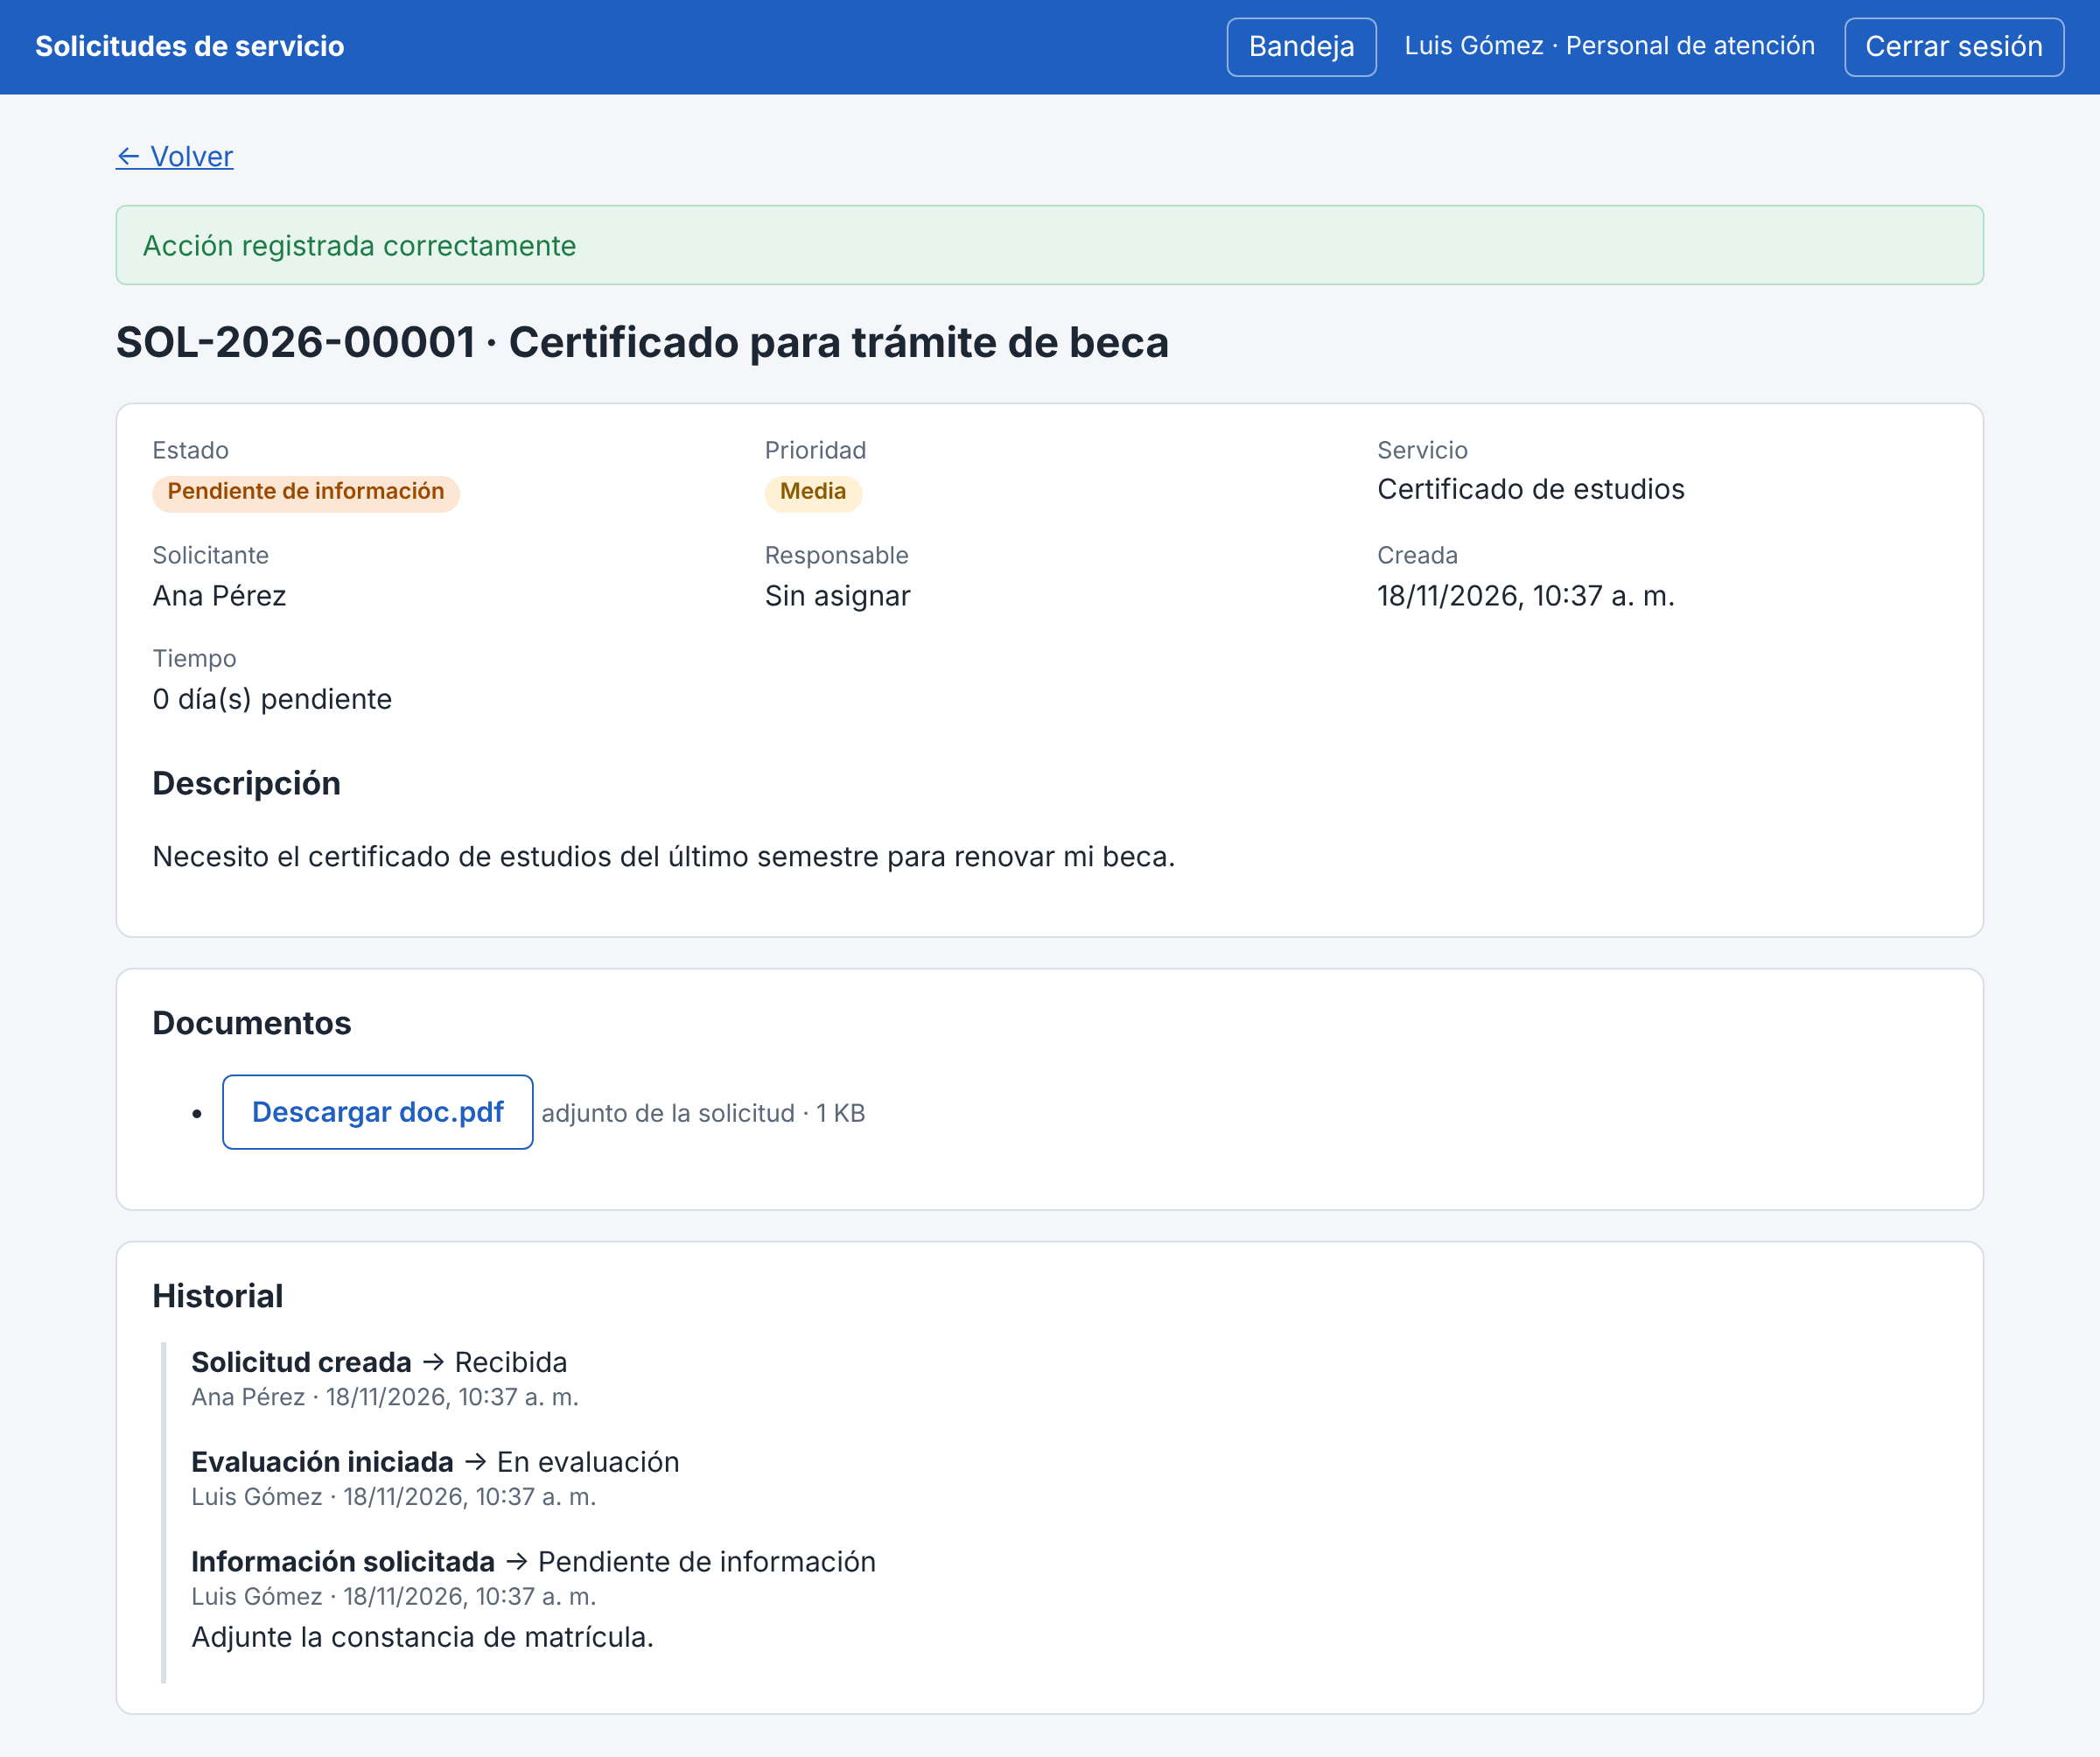 Solicitudes de servicio
Bandeja
Luis Gómez · Personal de atención
Cerrar sesión
← Volver
Acción registrada correctamente
SOL-2026-00001 · Certificado para trámite de beca
Estado
Prioridad
Servicio
Pendiente de información
Media
Certificado de estudios
Solicitante
Responsable
Creada
Ana Pérez
Sin asignar
18/11/2026, 10:37 a. m.
Tiempo
0 día(s) pendiente
Descripción
Necesito el certificado de estudios del último semestre para renovar mi beca.
Documentos
• Descargar doc.pdf adjunto de la solicitud · 1 KB
Historial
Solicitud creada → Recibida
Ana Pérez · 18/11/2026, 10:37 a. m.
Evaluación iniciada → En evaluación
Luis Gómez · 18/11/2026, 10:37 a. m.
Información solicitada → Pendiente de información
Luis Gómez · 18/11/2026, 10:37 a. m.
Adjunte la constancia de matrícula.